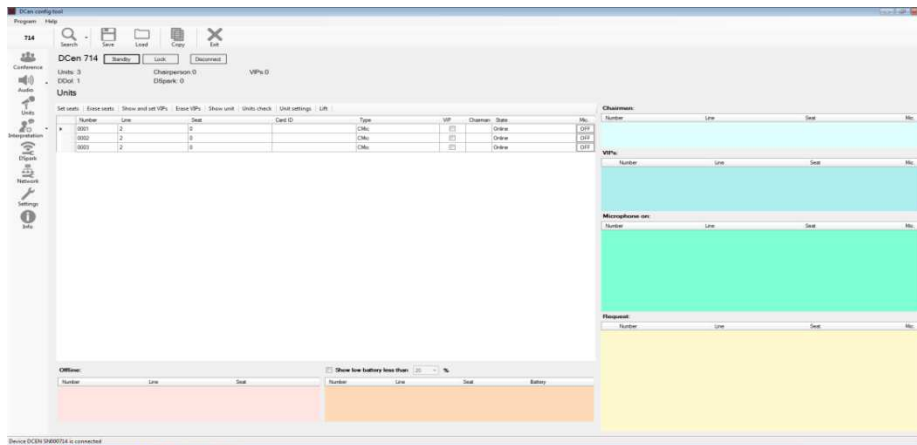 DCen config tool
Program Help
714
Search Save Load Copy Exit
DCen 714 Standby Lock Disconnect
Units: 3 Chairperson: 0 VIPs: 0
DDot: 1 DSpark: 0
Units
Conference
Audio
Units
Interpretation
DSpark
Network
Settings
Info
Set seats Erase seats Show and set VIPs Erase VIPs Show unit Units check Unit settings Lift
Number Line Seat Card ID Type VIP Chairman State Mic.
0001 2 0 CMic Online OFF
0002 2 0 CMic Online OFF
0003 2 0 CMic Online OFF
Chairmen:
Number Line Seat Mic.
VIPs:
Number Line Seat Mic.
Microphone on:
Number Line Seat Mic.
Request:
Number Line Seat Mic.
Offline:
Number Line Seat
Show low battery less than: 20 %
Number Line Seat Battery
Device DCEN SN000714 is connected